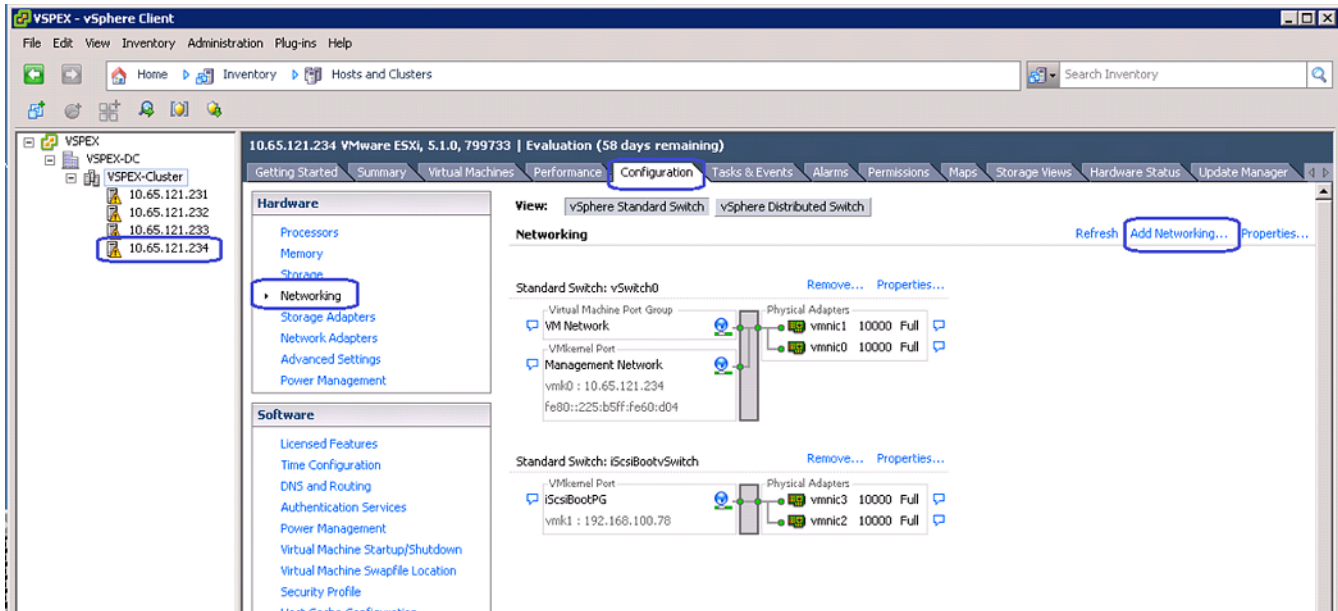 VSPEX - vSphere Client
File Edit View Inventory Administration Plug-ins Help
Home Inventory Hosts and Clusters
Search Inventory
VSPEX
VSPEX-DC
VSPEX-Cluster
10.65.121.231
10.65.121.232
10.65.121.233
10.65.121.234
10.65.121.234 VMware ESXi, 5.1.0, 799733 | Evaluation (58 days remaining)
Getting Started Summary Virtual Machines Performance Configuration Tasks & Events Alarms Permissions Maps Storage Views Hardware Status Update Manager
Hardware
Processors
Memory
Storage
Networking
Storage Adapters
Network Adapters
Advanced Settings
Power Management
Software
Licensed Features
Time Configuration
DNS and Routing
Authentication Services
Power Management
Virtual Machine Startup/Shutdown
Virtual Machine Swapfile Location
Security Profile
Host Cache Configuration
View: vSphere Standard Switch vSphere Distributed Switch
Networking
Refresh Add Networking... Properties...
Standard Switch: vSwitch0 Remove... Properties...
Virtual Machine Port Group Physical Adapters
VM Network vmnic1 10000 Full
vmnic0 10000 Full
VMkernel Port
Management Network
vmk0 : 10.65.121.234
fe80::225:b5ff:fe60:d04
Standard Switch: iScsiBootvSwitch Remove... Properties...
VMkernel Port Physical Adapters
iScsiBootPG vmnic3 10000 Full
vmk1 : 192.168.100.78 vmnic2 10000 Full